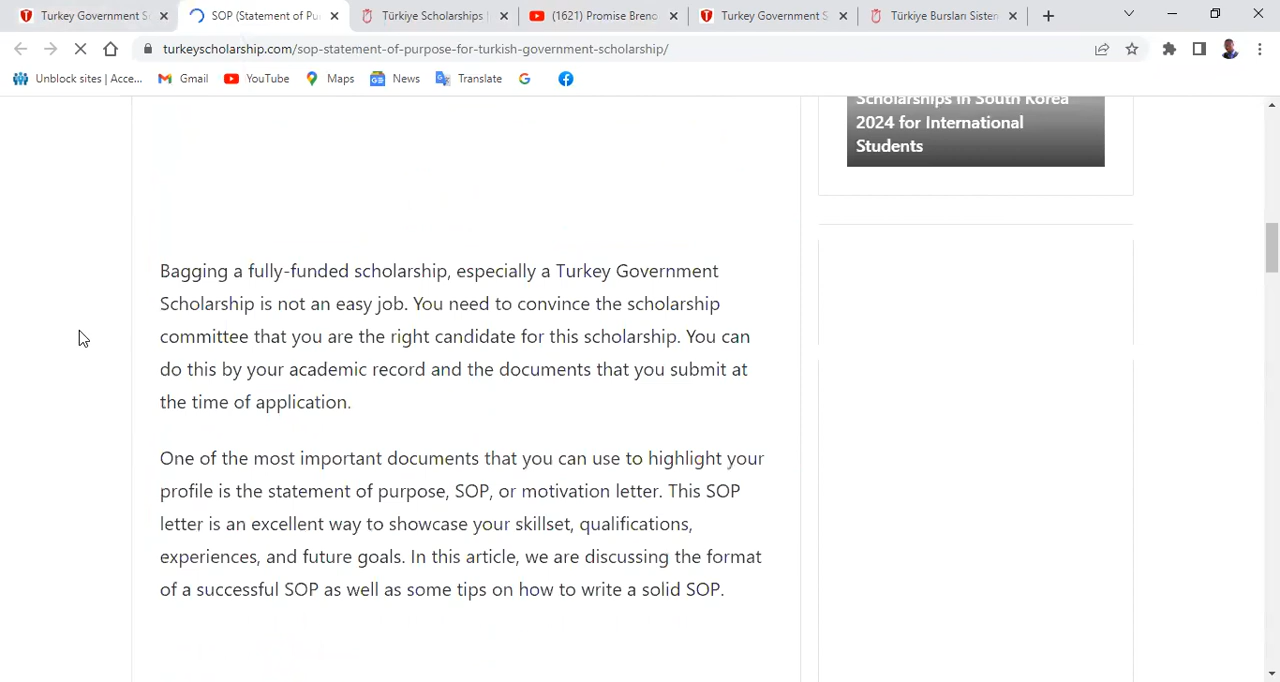 Turkey Government S
SOP (Statement of Pu
Türkiye Scholarships |
(1621) Promise Breno
Turkey Government S
Türkiye Bursları Sistem
turkeyscholarship.com/sop-statement-of-purpose-for-turkish-government-scholarship/
Unblock sites | Acce...
Gmail
YouTube
Maps
News
Translate
Scholarships in South Korea
2024 for International
Students
Bagging a fully-funded scholarship, especially a Turkey Government
Scholarship is not an easy job. You need to convince the scholarship
committee that you are the right candidate for this scholarship. You can
do this by your academic record and the documents that you submit at
the time of application.
One of the most important documents that you can use to highlight your
profile is the statement of purpose, SOP, or motivation letter. This SOP
letter is an excellent way to showcase your skillset, qualifications,
experiences, and future goals. In this article, we are discussing the format
of a successful SOP as well as some tips on how to write a solid SOP.